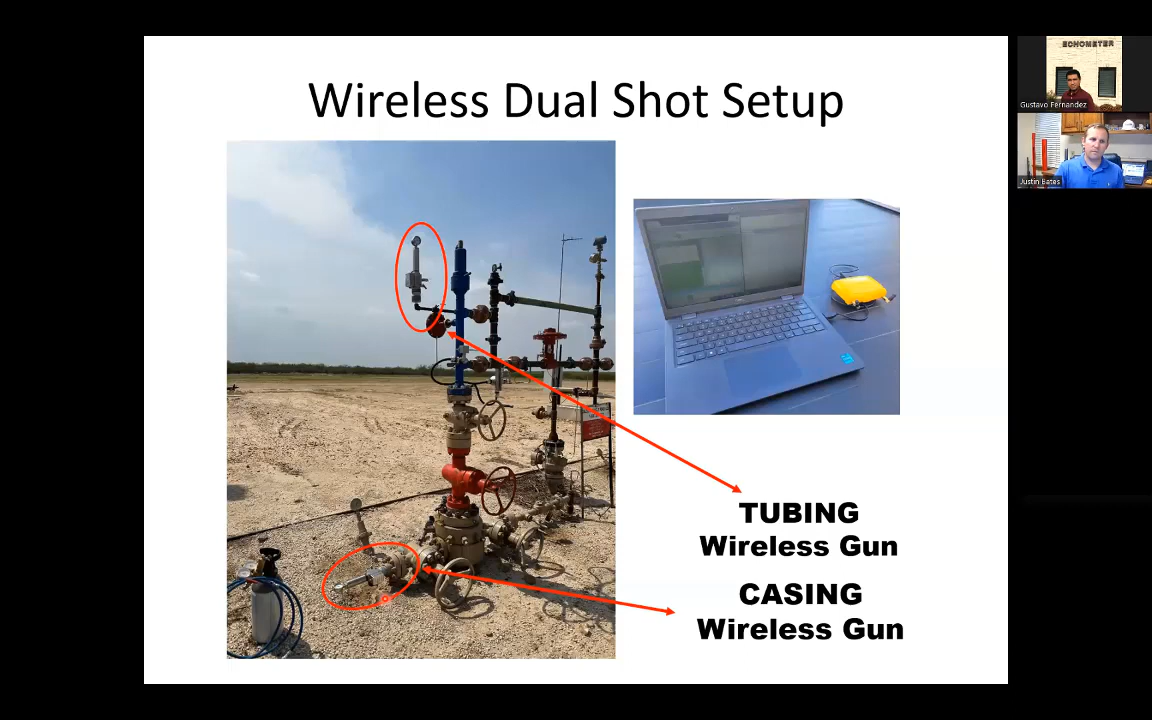 Wireless Dual Shot Setup
TUBING
Wireless Gun
CASING
Wireless Gun
ECHOMETER
Gustavo Fernandez
Justin Bates